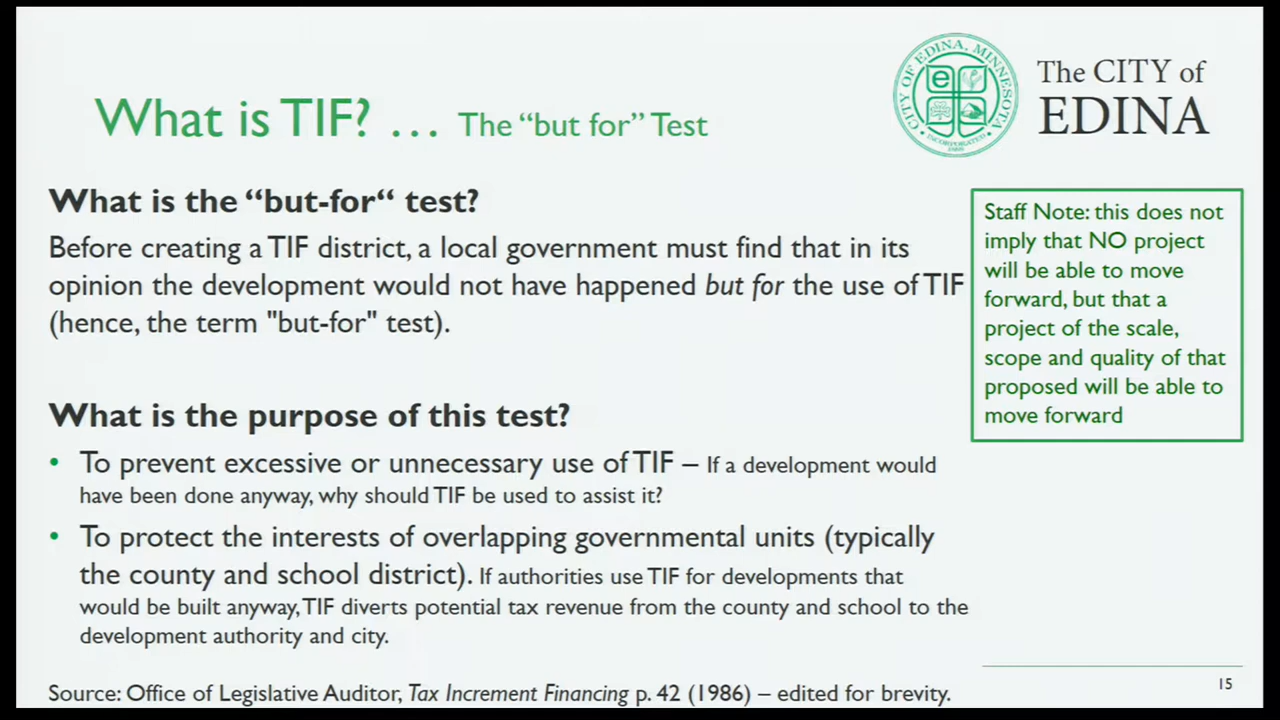 What is TIF? ... The “but for” Test
CITY OF EDINA, MINNESOTA
INCORPORATED
1888
e
The CITY of
EDINA
What is the “but-for“ test?
Before creating a TIF district, a local government must find that in its
opinion the development would not have happened but for the use of TIF
(hence, the term "but-for" test).
Staff Note: this does not
imply that NO project
will be able to move
forward, but that a
project of the scale,
scope and quality of that
proposed will be able to
move forward
What is the purpose of this test?
• To prevent excessive or unnecessary use of TIF – If a development would
have been done anyway, why should TIF be used to assist it?
• To protect the interests of overlapping governmental units (typically
the county and school district). If authorities use TIF for developments that
would be built anyway, TIF diverts potential tax revenue from the county and school to the
development authority and city.
Source: Office of Legislative Auditor, Tax Increment Financing p. 42 (1986) – edited for brevity.
15